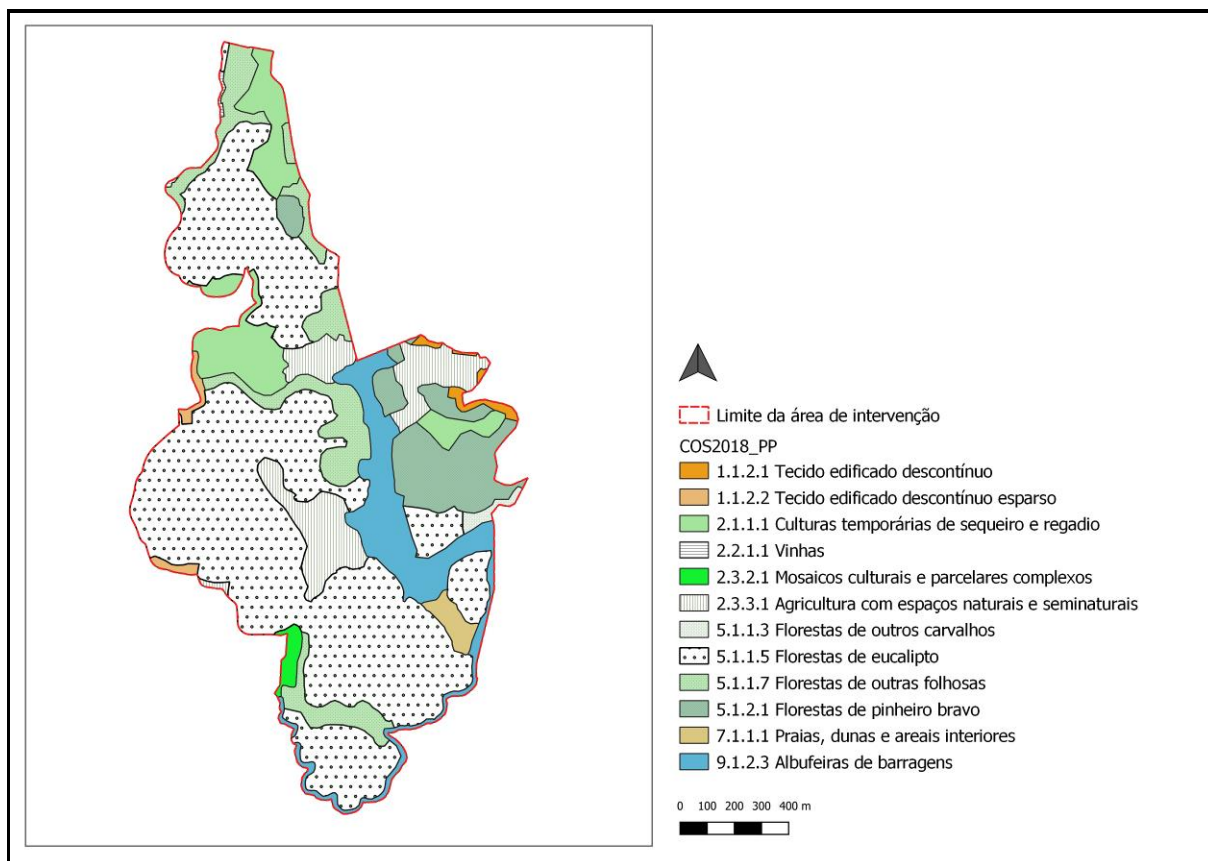 Limite da área de intervenção
COS2018_PP
1.1.2.1 Tecido edificado descontínuo
1.1.2.2 Tecido edificado descontínuo esparso
2.1.1.1 Culturas temporárias de sequeiro e regadio
2.2.1.1 Vinhas
2.3.2.1 Mosaicos culturais e parcelares complexos
2.3.3.1 Agricultura com espaços naturais e seminaturais
5.1.1.3 Florestas de outros carvalhos
5.1.1.5 Florestas de eucalipto
5.1.1.7 Florestas de outras folhosas
5.1.2.1 Florestas de pinheiro bravo
7.1.1.1 Praias, dunas e areais interiores
9.1.2.3 Albufeiras de barragens
0 100 200 300 400 m